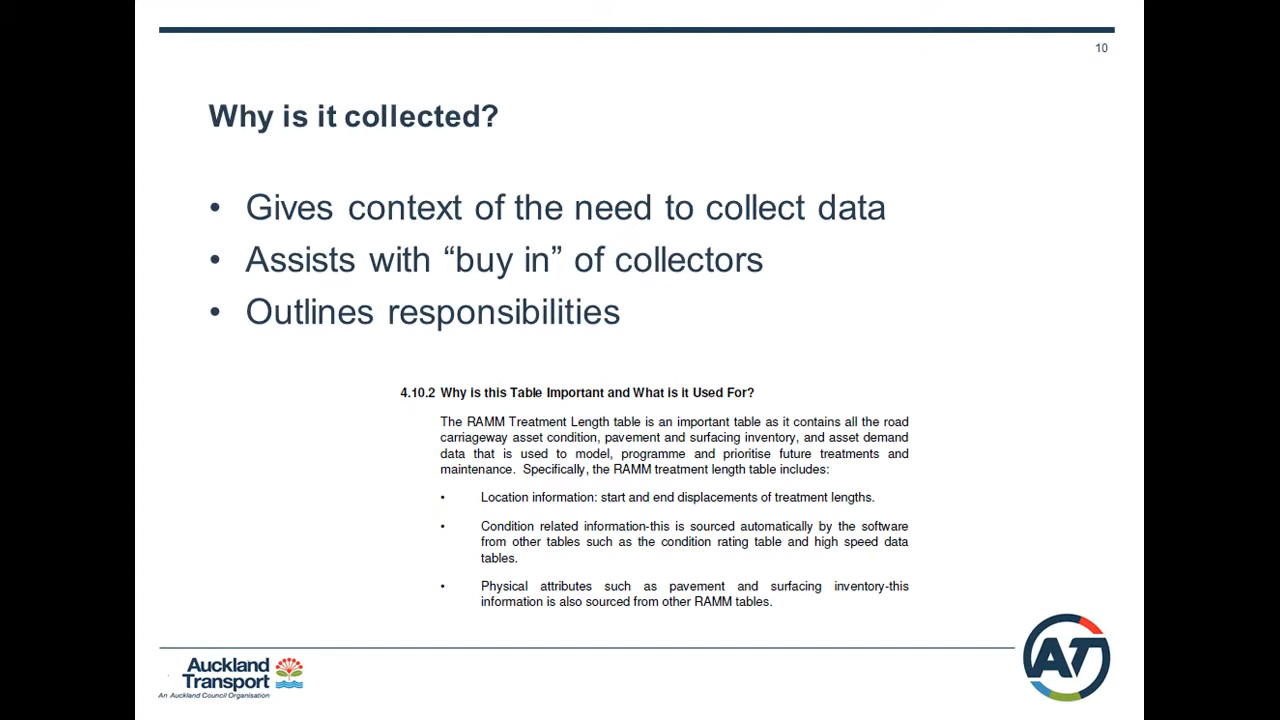 10
Why is it collected?
• Gives context of the need to collect data
• Assists with “buy in” of collectors
• Outlines responsibilities
4.10.2 Why is this Table Important and What is it Used For?
The RAMM Treatment Length table is an important table as it contains all the road
carriageway asset condition, pavement and surfacing inventory, and asset demand
data that is used to model, programme and prioritise future treatments and
maintenance. Specifically, the RAMM treatment length table includes:
• Location information: start and end displacements of treatment lengths.
• Condition related information-this is sourced automatically by the software
from other tables such as the condition rating table and high speed data
tables.
• Physical attributes such as pavement and surfacing inventory-this
information is also sourced from other RAMM tables.
Auckland
Transport
An Auckland Council Organisation
AT